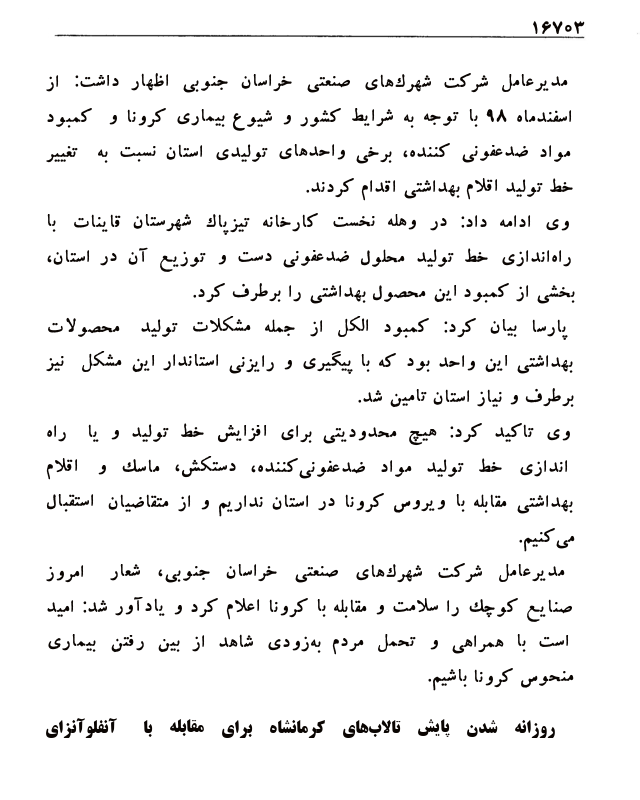 ۱۶۷۰۳
مدیرعامل شرکت شهرك‌های صنعتی خراسان جنوبی اظهار داشت: از
اسفندماه ۹۸ با توجه به شرایط کشور و شیوع بیماری کرونا و کمبود
مواد ضدعفونی کننده، برخی واحدهای تولیدی استان نسبت به تغییر
خط تولید اقلام بهداشتی اقدام کردند.
وی ادامه داد: در وهله نخست کارخانه تیزپاك شهرستان قاینات با
راه‌اندازی خط تولید محلول ضدعفونی دست و توزیع آن در استان،
بخشی از کمبود این محصول بهداشتی را برطرف کرد.
پارسا بیان کرد: کمبود الکل از جمله مشکلات تولید محصولات
بهداشتی این واحد بود که با پیگیری و رایزنی استاندار این مشکل نیز
برطرف و نیاز استان تامین شد.
وی تاکید کرد: هیچ محدودیتی برای افزایش خط تولید و یا راه
اندازی خط تولید مواد ضدعفونی‌کننده، دستکش، ماسك و اقلام
بهداشتی مقابله با ویروس کرونا در استان نداریم و از متقاضیان استقبال
می‌کنیم.
مدیرعامل شرکت شهرك‌های صنعتی خراسان جنوبی، شعار امروز
صنایع کوچك را سلامت و مقابله با کرونا اعلام کرد و یادآور شد: امید
است با همراهی و تحمل مردم به‌زودی شاهد از بین رفتن بیماری
منحوس کرونا باشیم.
روزانه شدن پایش تالاب‌های کرمانشاه برای مقابله با آنفلوآنزای